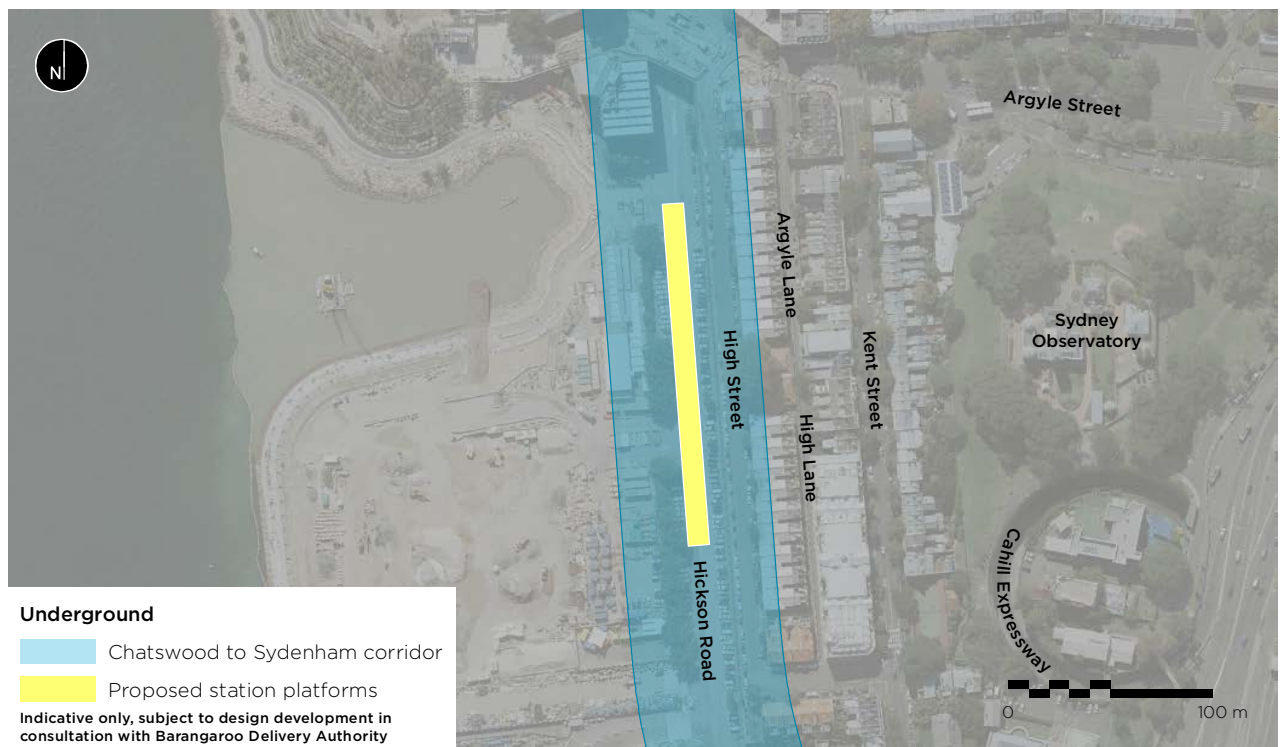 N
Argyle Street
Argyle Lane
Sydney
Observatory
High Street
Kent Street
High Lane
Cahill Expressway
Hickson Road
Underground
Chatswood to Sydenham corridor
Proposed station platforms
Indicative only, subject to design development in
consultation with Barangaroo Delivery Authority
0
100 m